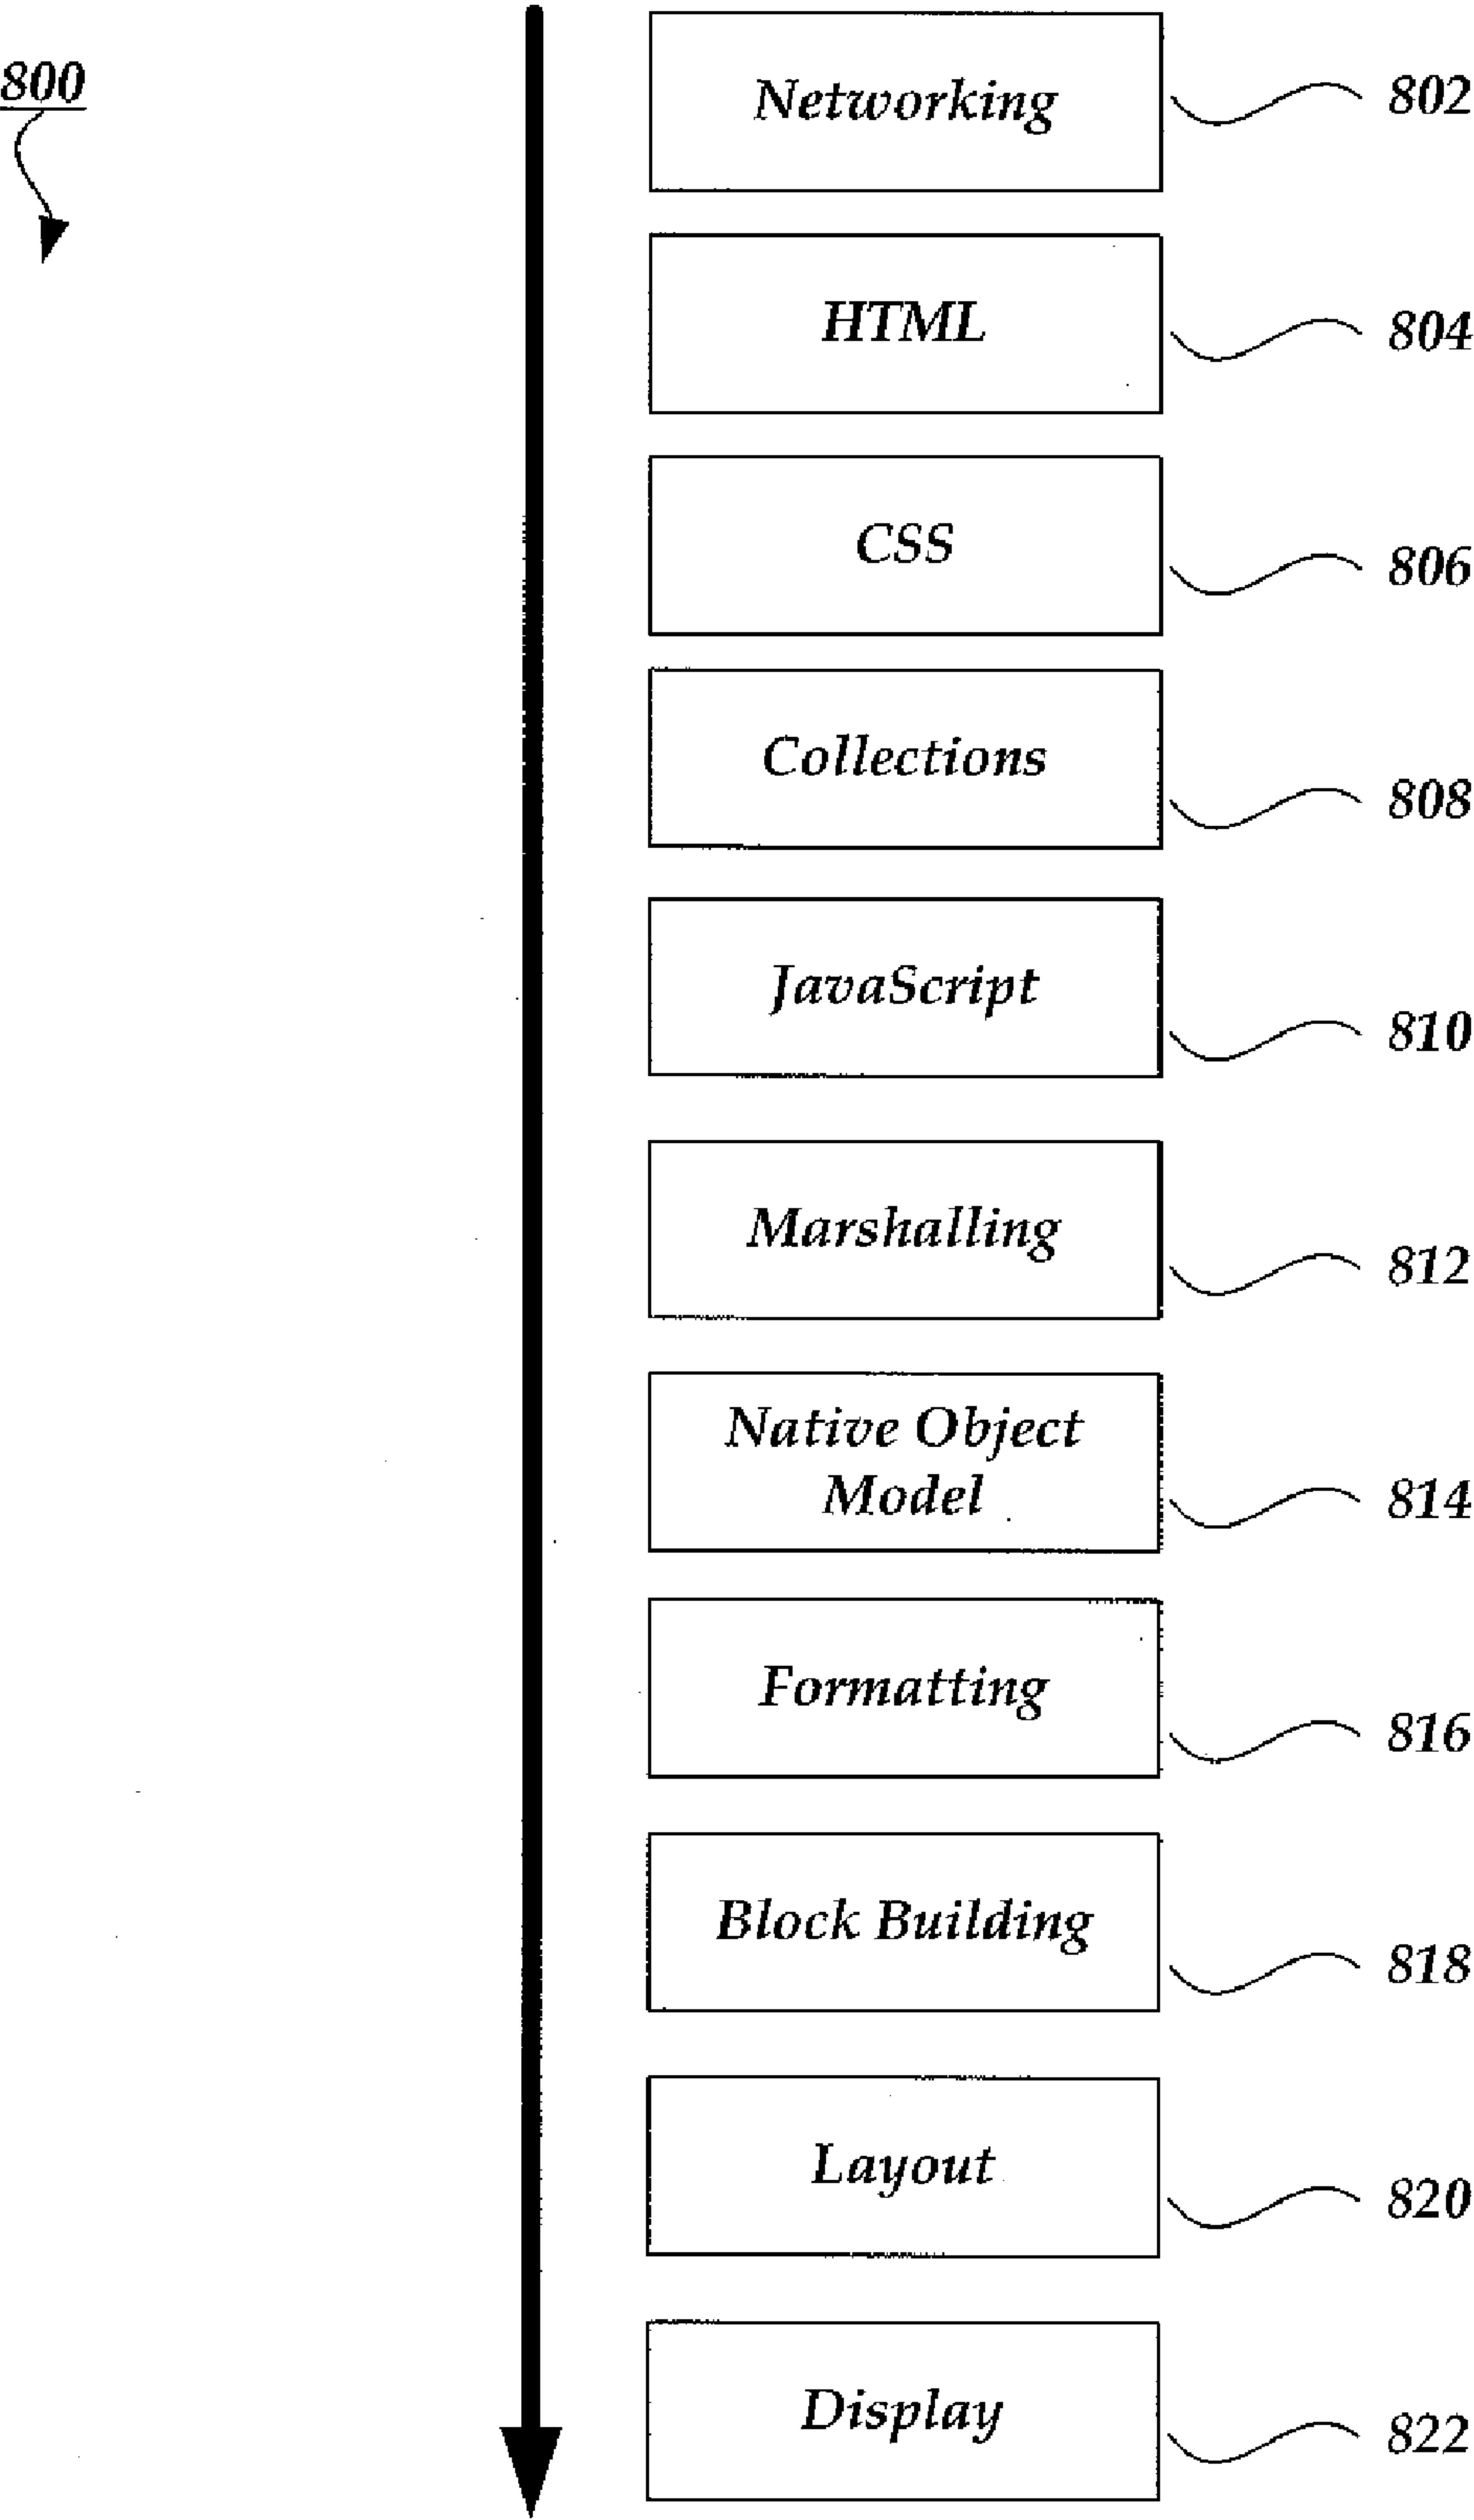 800
Networking
802
HTML
804
CSS
806
Collections
808
JavaScript
810
Marshalling
812
Native Object
Model
814
Formatting
816
Block Building
818
Layout
820
Display
822